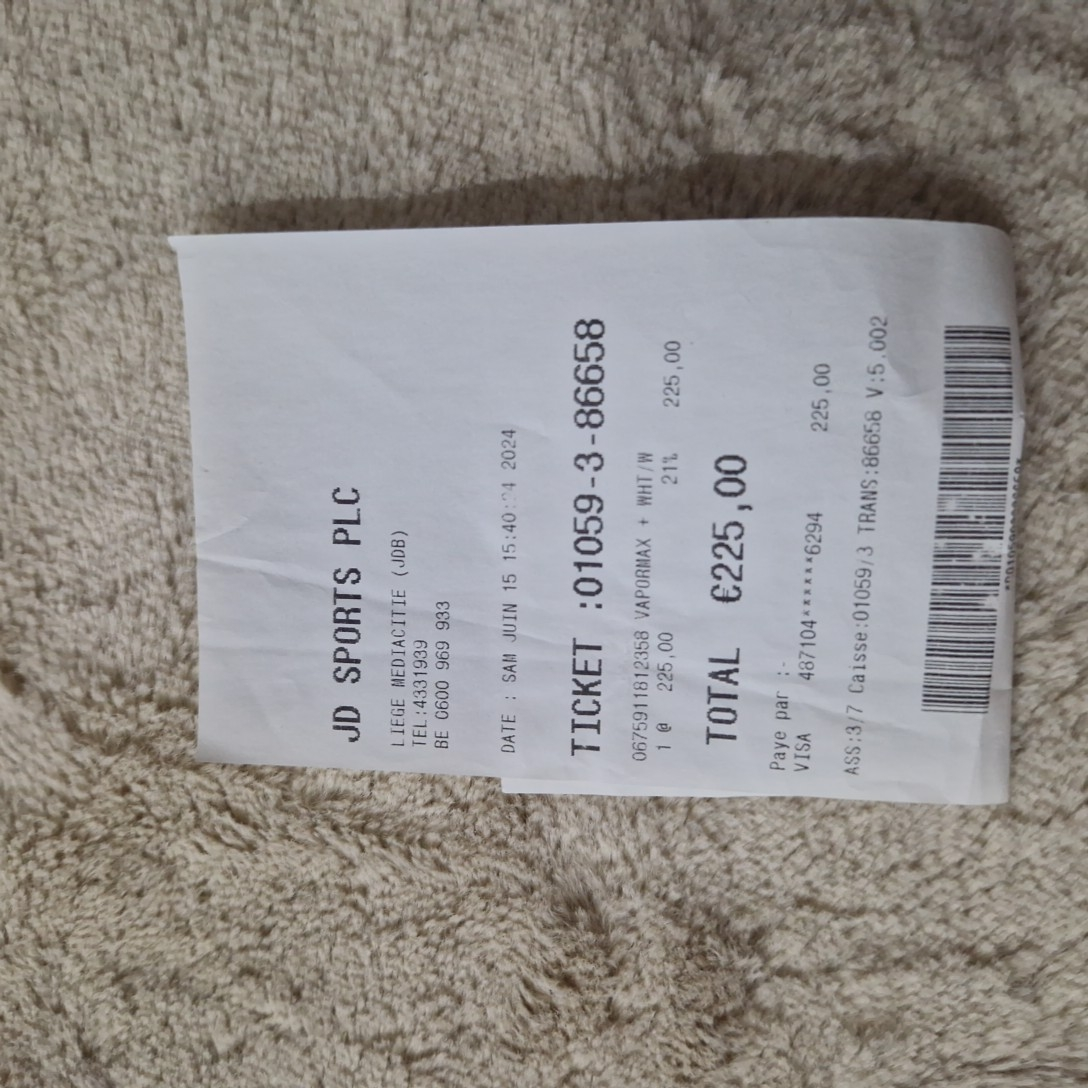 JD SPORTS PLC
LIEGE MEDIACITIE (JDB)
TEL:4331939
BE 0600 969 933
DATE : SAM JUIN 15 15:40:24 2024
TICKET :01059-3-86658
0675911812358 VAPORMAX + WHT/W
1 @ 225,00 21% 225,00
TOTAL €225,00
Paye par :-
VISA 487104******6294 225,00
ASS:3/7 Caisse:01059/3 TRANS:86658 V:5.002